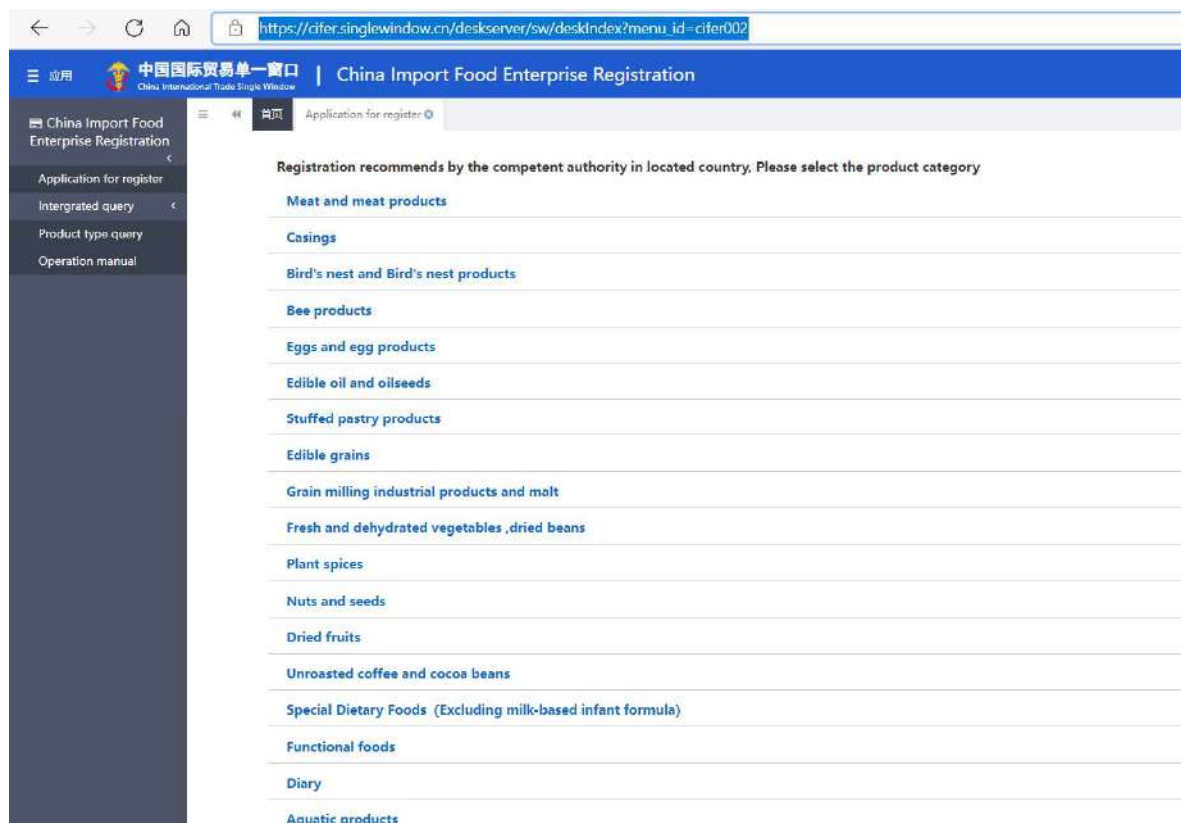 https://cifer.singlewindow.cn/deskserver/sw/deskIndex?menu_id=cifer002
应用
中国国际贸易单一窗口 | China Import Food Enterprise Registration
China International Trade Single Window
China Import Food
Enterprise Registration
Application for register
Intergrated query
Product type query
Operation manual
首页
Application for register
Registration recommends by the competent authority in located country, Please select the product category
Meat and meat products
Casings
Bird's nest and Bird's nest products
Bee products
Eggs and egg products
Edible oil and oilseeds
Stuffed pastry products
Edible grains
Grain milling industrial products and malt
Fresh and dehydrated vegetables ,dried beans
Plant spices
Nuts and seeds
Dried fruits
Unroasted coffee and cocoa beans
Special Dietary Foods (Excluding milk-based infant formula)
Functional foods
Diary
Aquatic products